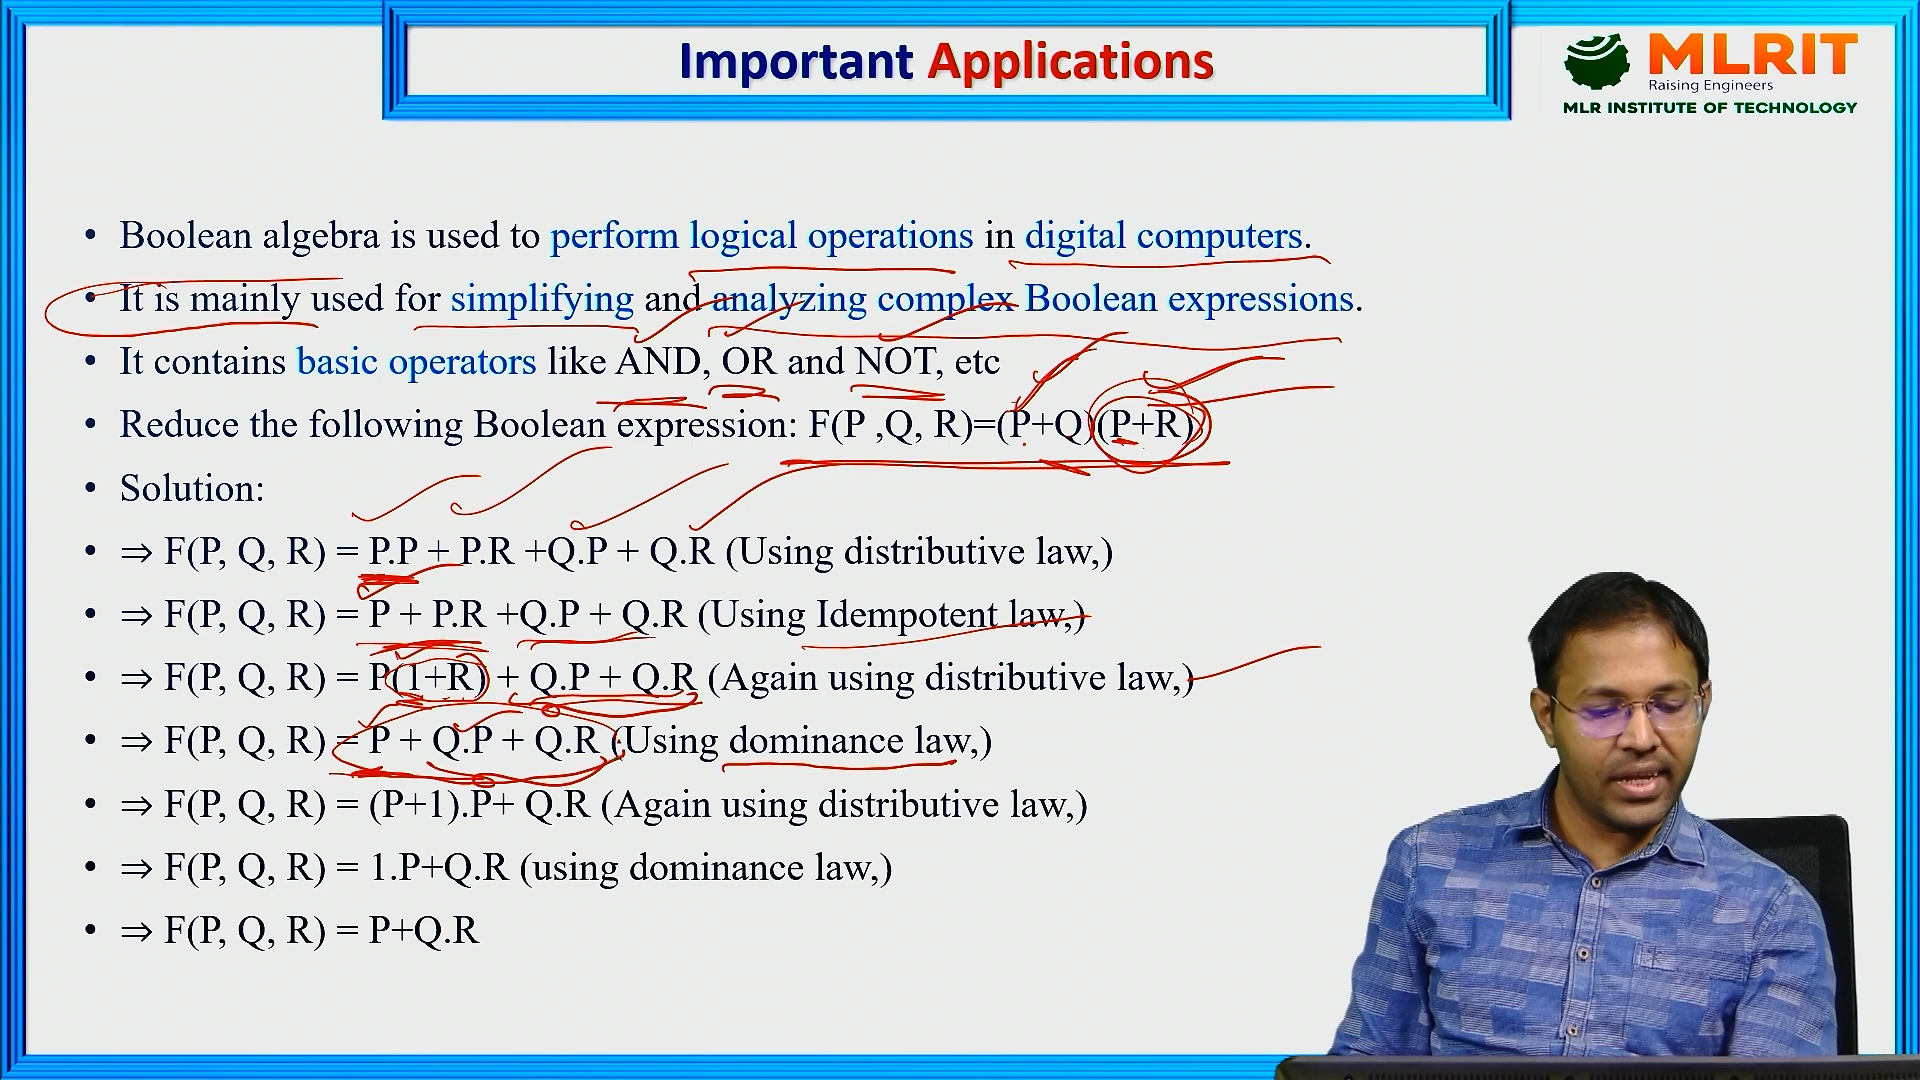 Important Applications
MLRIT
Raising Engineers
MLR INSTITUTE OF TECHNOLOGY
• Boolean algebra is used to perform logical operations in digital computers.
• It is mainly used for simplifying and analyzing complex Boolean expressions.
• It contains basic operators like AND, OR and NOT, etc
• Reduce the following Boolean expression: F(P ,Q, R)=(P+Q)(P+R)
• Solution:
• ⇒ F(P, Q, R) = P.P + P.R +Q.P + Q.R (Using distributive law,)
• ⇒ F(P, Q, R) = P + P.R +Q.P + Q.R (Using Idempotent law,)
• ⇒ F(P, Q, R) = P(1+R) + Q.P + Q.R (Again using distributive law,)
• ⇒ F(P, Q, R) = P + Q.P + Q.R (Using dominance law,)
• ⇒ F(P, Q, R) = (P+1).P+ Q.R (Again using distributive law,)
• ⇒ F(P, Q, R) = 1.P+Q.R (using dominance law,)
• ⇒ F(P, Q, R) = P+Q.R